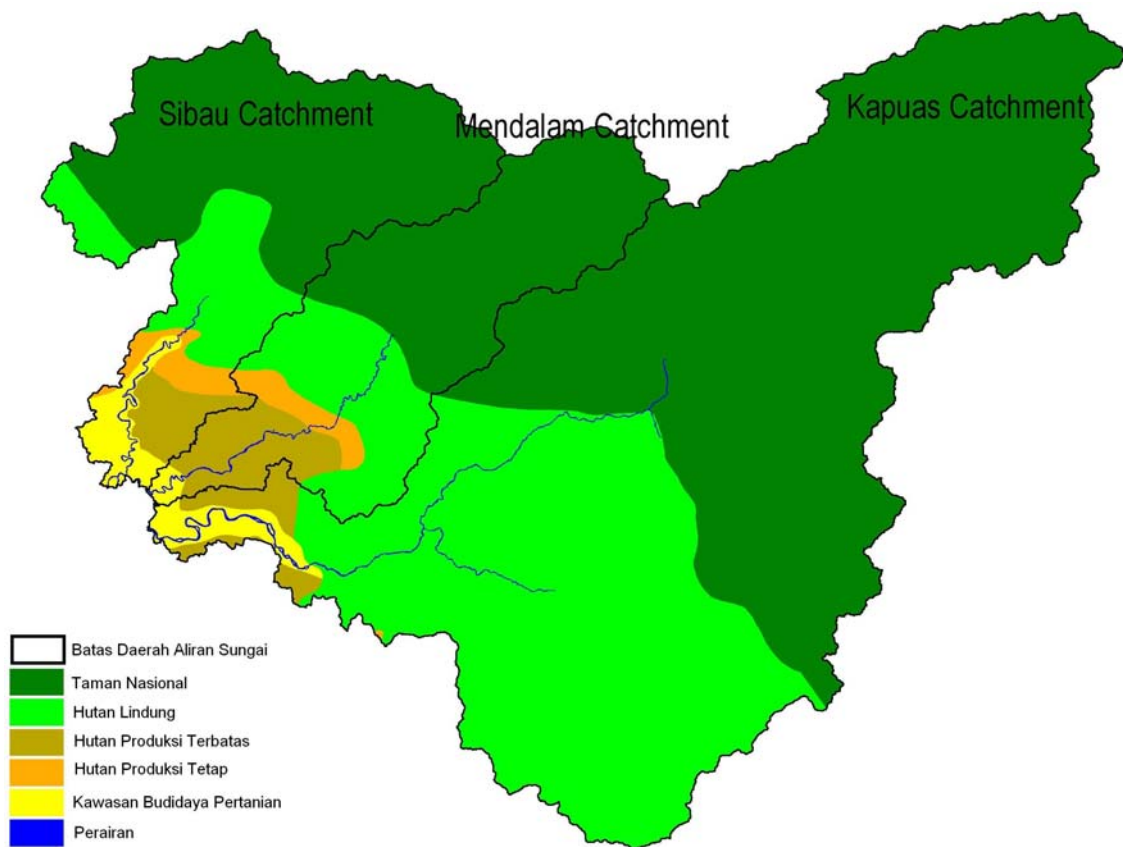 Sibau Catchment
Mendalam Catchment
Kapuas Catchment
Batas Daerah Aliran Sungai
Taman Nasional
Hutan Lindung
Hutan Produksi Terbatas
Hutan Produksi Tetap
Kawasan Budidaya Pertanian
Perairan